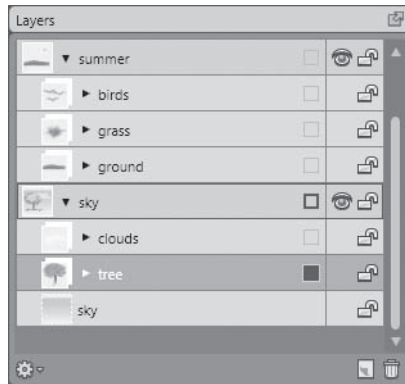 Layers
summer
birds
grass
ground
sky
clouds
tree
sky